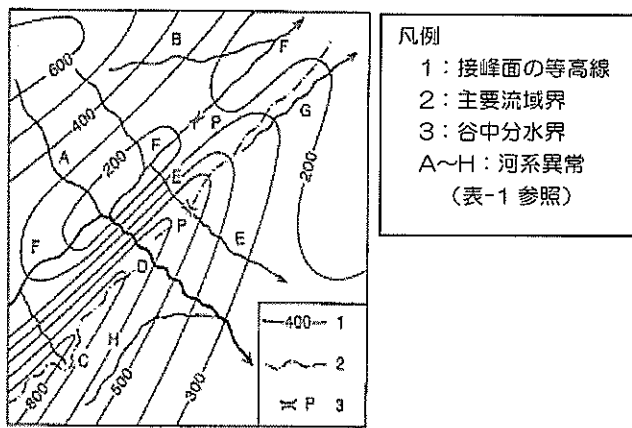 B
F
600
G
400
P
A
200
F
200
E
F
P
E
D
H
C
500
300
800
400 1
2
P 3
凡例
1：接峰面の等高線
2：主要流域界
3：谷中分水界
A～H：河系異常
（表-1 参照）